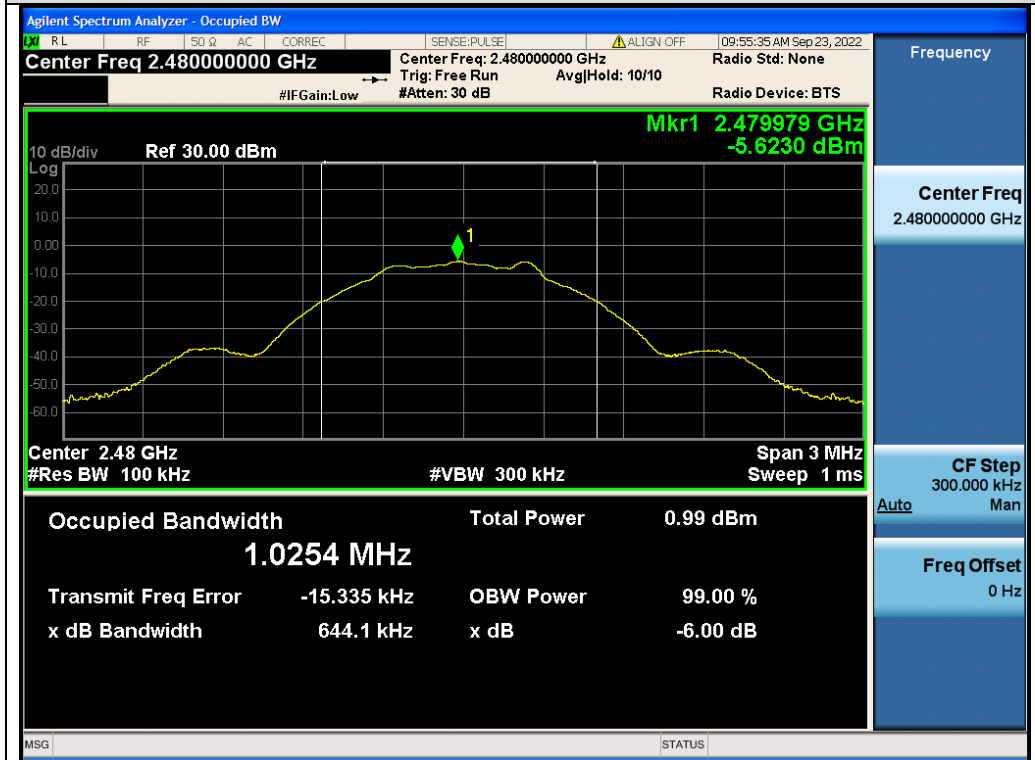 Agilent Spectrum Analyzer - Occupied BW
LXI RL RF 50 Ω AC CORREC SENSE:PULSE ALIGN OFF 09:55:35 AM Sep 23, 2022
Center Freq 2.480000000 GHz
Center Freq: 2.480000000 GHz
Radio Std: None
Trig: Free Run Avg|Hold: 10/10
#IFGain:Low
#Atten: 30 dB
Radio Device: BTS
Frequency
Mkr1 2.479979 GHz
-5.6230 dBm
10 dB/div Ref 30.00 dBm
Log
20.0
10.0
0.00
-10.0
-20.0
-30.0
-40.0
-50.0
-60.0
1
Center 2.48 GHz Span 3 MHz
#Res BW 100 kHz #VBW 300 kHz Sweep 1 ms
Occupied Bandwidth Total Power 0.99 dBm
1.0254 MHz
Transmit Freq Error -15.335 kHz OBW Power 99.00 %
x dB Bandwidth 644.1 kHz x dB -6.00 dB
Center Freq
2.480000000 GHz
CF Step
300.000 kHz
Auto Man
Freq Offset
0 Hz
MSG STATUS